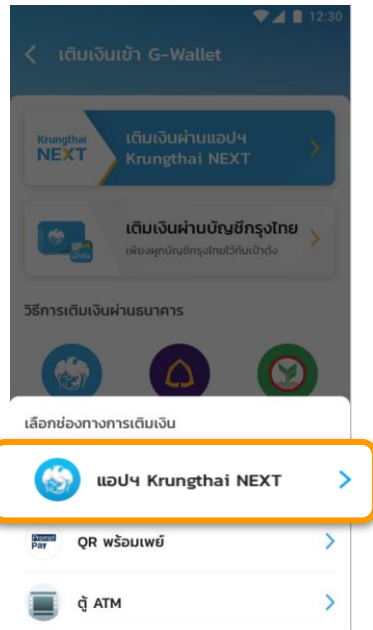 12:30
เติมเงินเข้า G-Wallet
Krungthai
NEXT
เติมเงินผ่านแอปฯ
Krungthai NEXT
เติมเงินผ่านบัญชีกรุงไทย
เพียงผูกบัญชีกรุงไทยไว้กับเป๋าตัง
เป๋าตัง
วิธีการเติมเงินผ่านธนาคาร
เลือกช่องทางการเติมเงิน
แอปฯ Krungthai NEXT
Prompt
Pay
QR พร้อมเพย์
ตู้ ATM